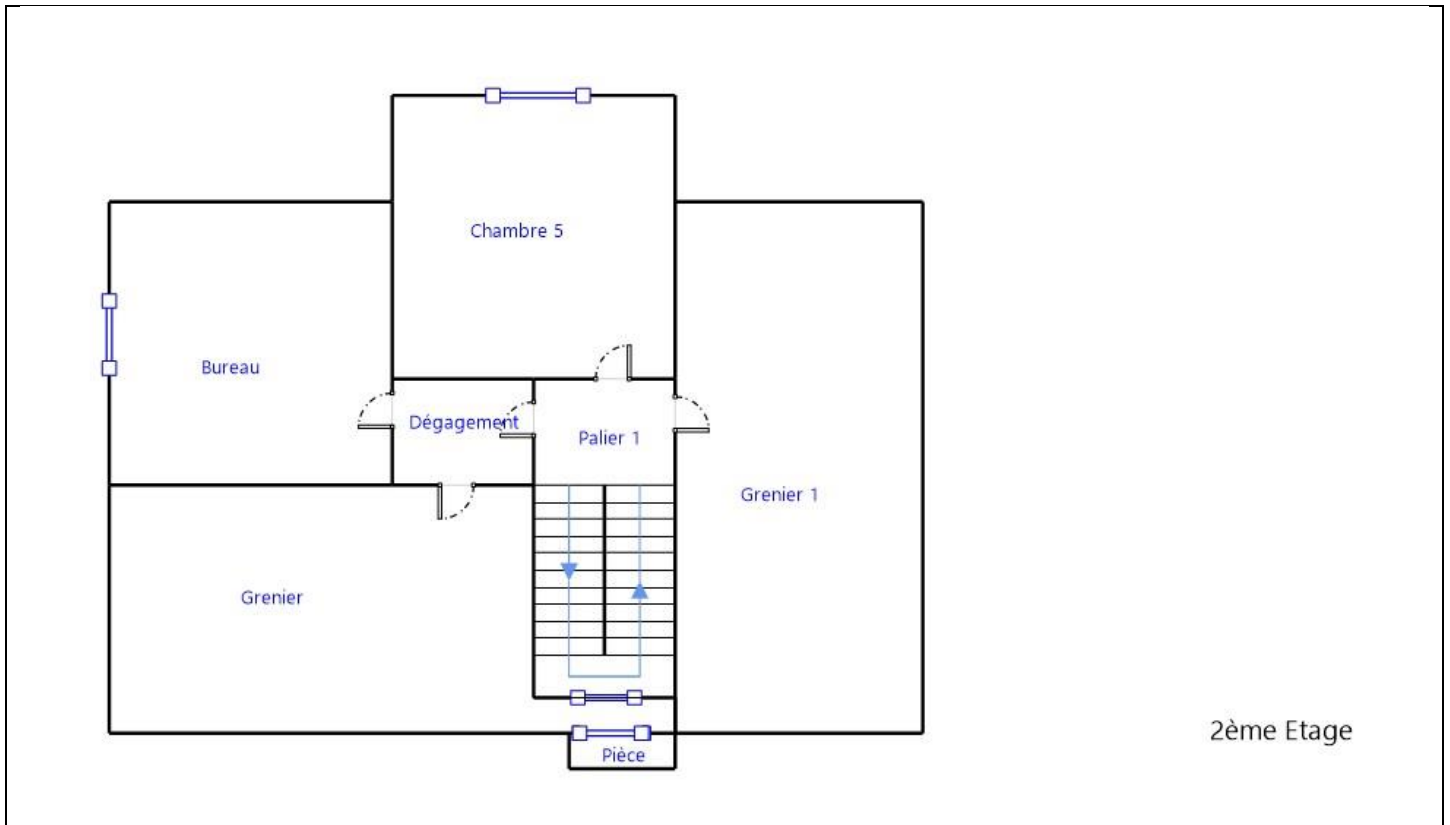 Chambre 5
Bureau
Dégagement
Palier 1
Grenier 1
Grenier
2ème Etage
Pièce